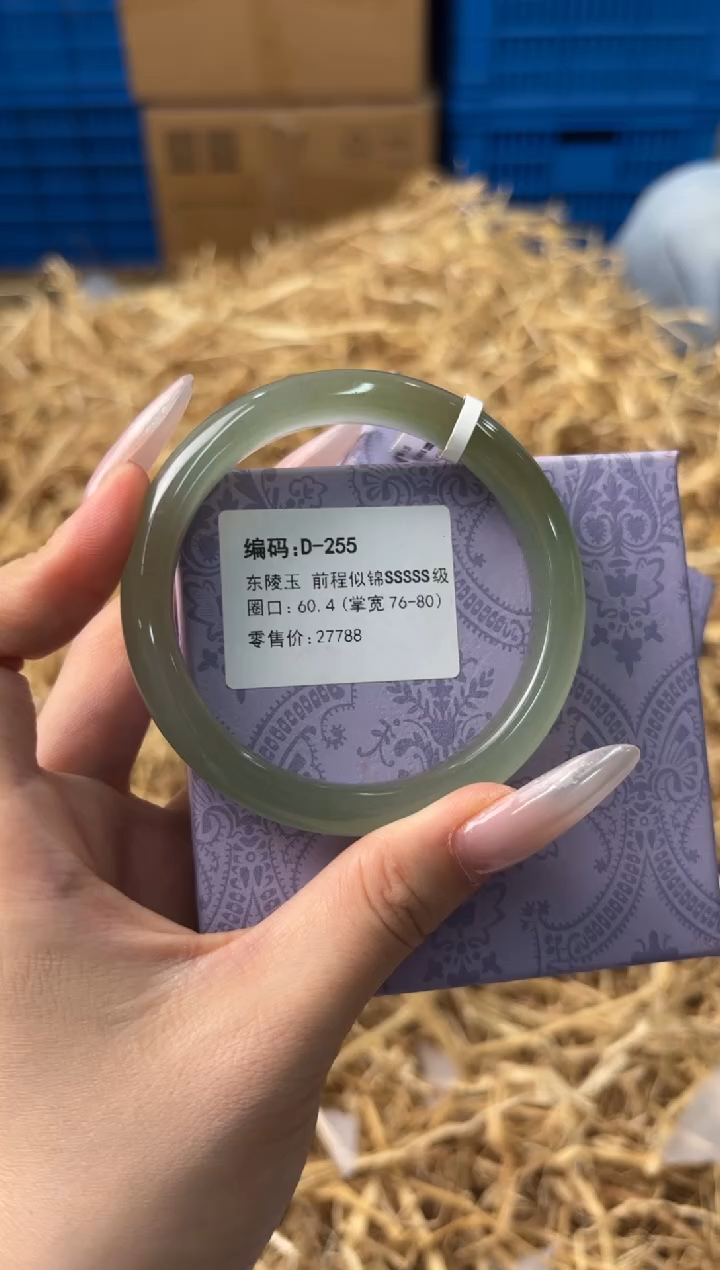 编码:D-255
东陵玉 前程似锦SSSSS级
圈口:60.4(掌宽76-80)
零售价:27788